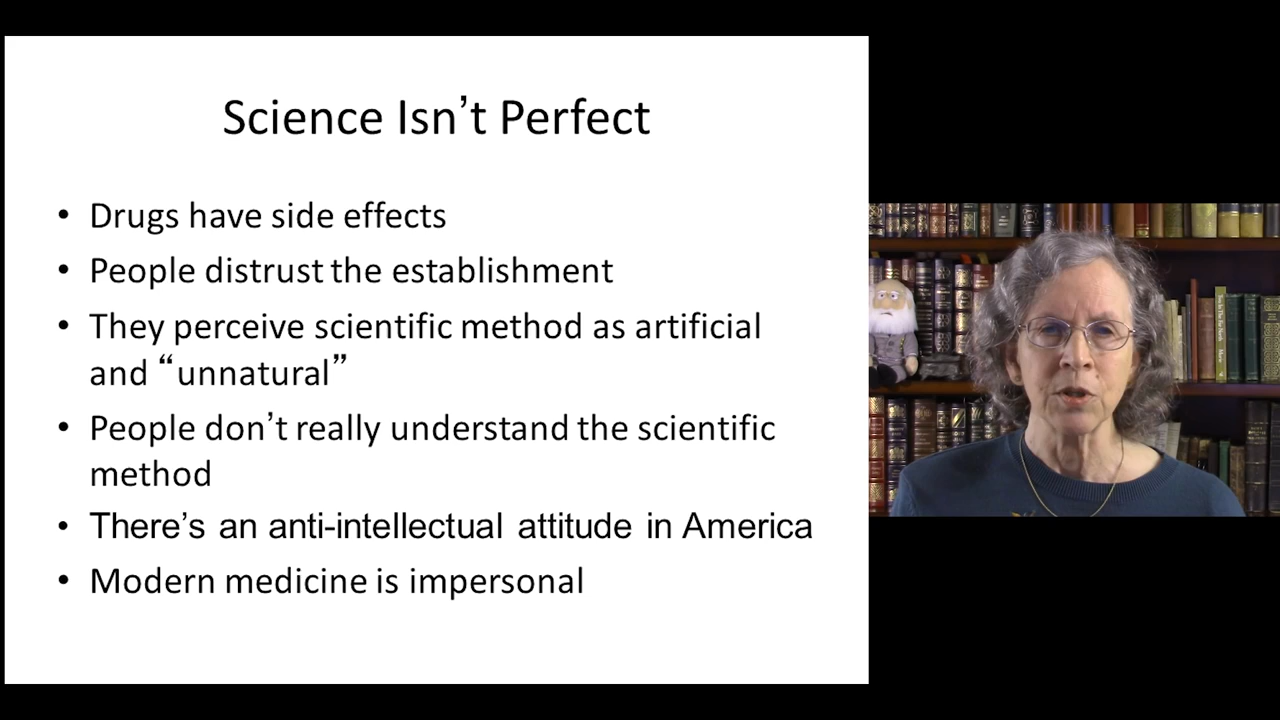 Science Isn’t Perfect
• Drugs have side effects
• People distrust the establishment
• They perceive scientific method as artificial
and “unnatural”
• People don’t really understand the scientific
method
• There’s an anti-intellectual attitude in America
• Modern medicine is impersonal